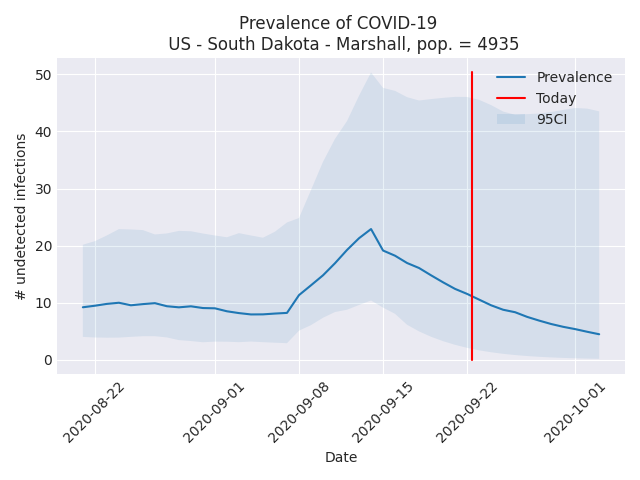 Prevalence of COVID-19
US - South Dakota - Marshall, pop. = 4935
# undetected infections
50
40
30
20
10
0
Prevalence
Today
95CI
2020-08-22
2020-09-01
2020-09-08
2020-09-15
2020-09-22
2020-10-01
Date